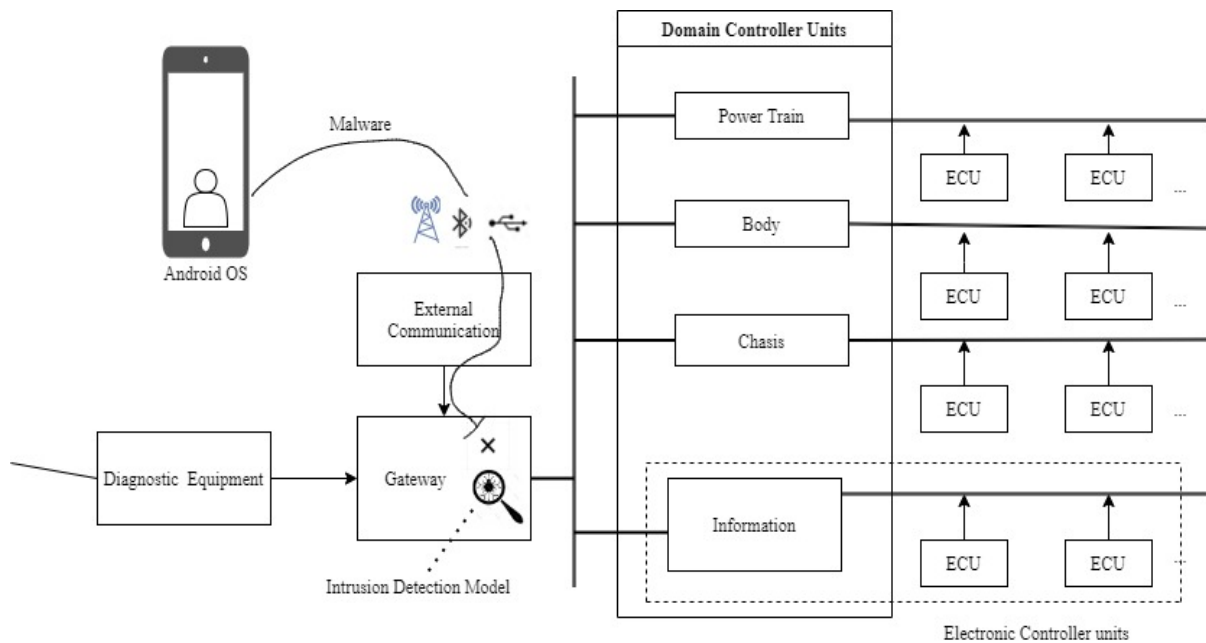 Domain Controller Units
Malware
Power Train
ECU
ECU
...
Android OS
Body
ECU
ECU
...
External
Communication
Chasis
ECU
ECU
...
Diagnostic Equipment
Gateway
Information
ECU
ECU
...
Intrusion Detection Model
Electronic Controller units